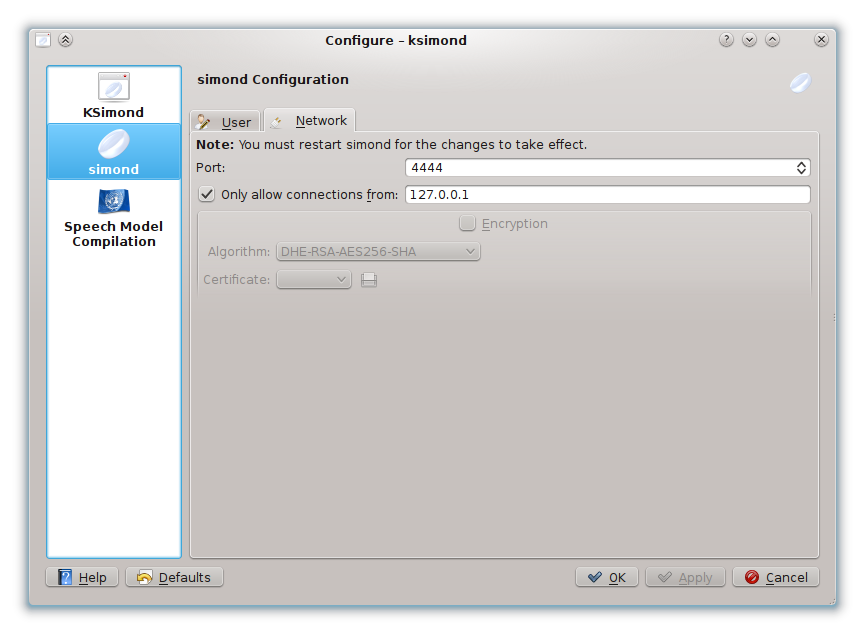 Configure – ksimond
KSimond
simond
Speech Model
Compilation
simond Configuration
User
Network
Note: You must restart simond for the changes to take effect.
Port: 4444
Only allow connections from: 127.0.0.1
Encryption
Algorithm: DHE-RSA-AES256-SHA
Certificate:
Help
Defaults
OK
Apply
Cancel